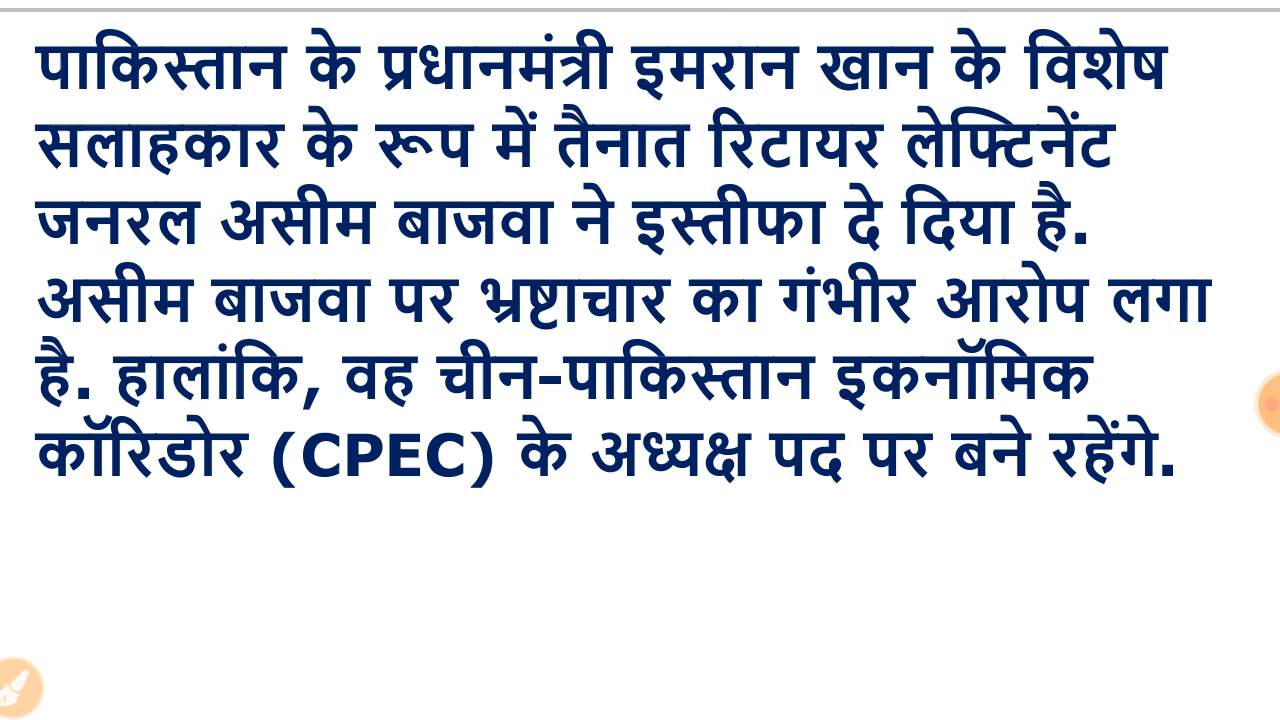 पाकिस्तान के प्रधानमंत्री इमरान खान के विशेष
सलाहकार के रूप में तैनात रिटायर लेफ्टिनेंट
जनरल असीम बाजवा ने इस्तीफा दे दिया है.
असीम बाजवा पर भ्रष्टाचार का गंभीर आरोप लगा
है. हालांकि, वह चीन-पाकिस्तान इकनॉमिक
कॉरिडोर (CPEC) के अध्यक्ष पद पर बने रहेंगे.